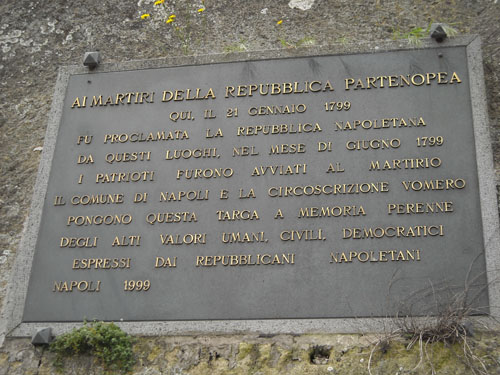 AI MARTIRI DELLA REPUBBLICA PARTENOPEA
QUI, IL 21 GENNAIO 1799
FU PROCLAMATA LA REPUBBLICA NAPOLETANA
DA QUESTI LUOGHI, NEL MESE DI GIUGNO 1799
I PATRIOTI FURONO AVVIATI AL MARTIRIO
IL COMUNE DI NAPOLI E LA CIRCOSCRIZIONE VOMERO
PONGONO QUESTA TARGA A MEMORIA PERENNE
DEGLI ALTI VALORI UMANI, CIVILI, DEMOCRATICI
ESPRESSI DAI REPUBBLICANI NAPOLETANI
NAPOLI 1999